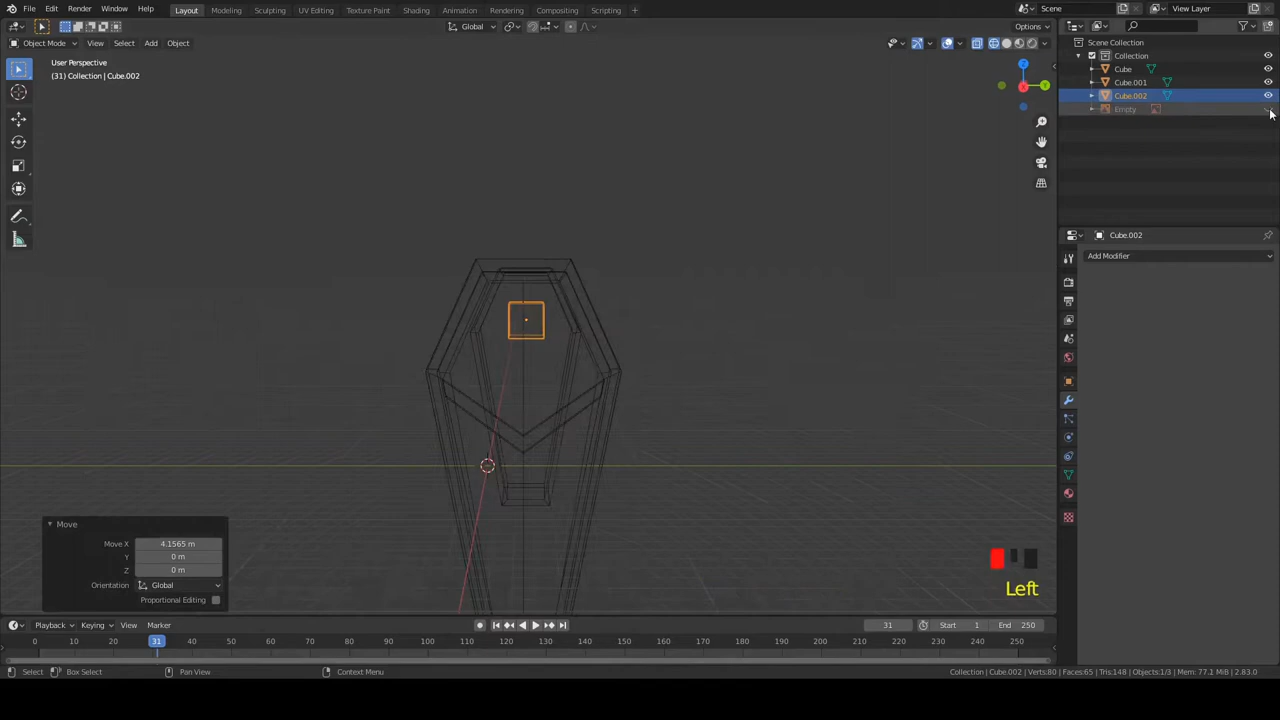 File Edit Render Window Help Layout Modeling Sculpting UV Editing Texture Paint Shading Animation Rendering Compositing Scripting + Scene View Layer
Global Options
Object Mode View Select Add Object
User Perspective
(31) Collection | Cube.002
Z
Y
X
Scene Collection
Collection
Cube
Cube.001
Cube.002
Empty
Cube.002
Add Modifier
Move
Move X 4.1565 m
Y 0 m
Z 0 m
Orientation Global
Proportional Editing
Left
Playback Keying View Marker 31 Start 1 End 250
0 10 20 31 40 50 60 70 80 90 100 110 120 130 140 150 160 170 180 190 200 210 220 230 240 250
Select Box Select Pan View Context Menu Collection | Cube.002 | Verts:80 | Faces:65 | Tris:148 | Objects:1/3 | Mem: 77.1 MiB | 2.83.0